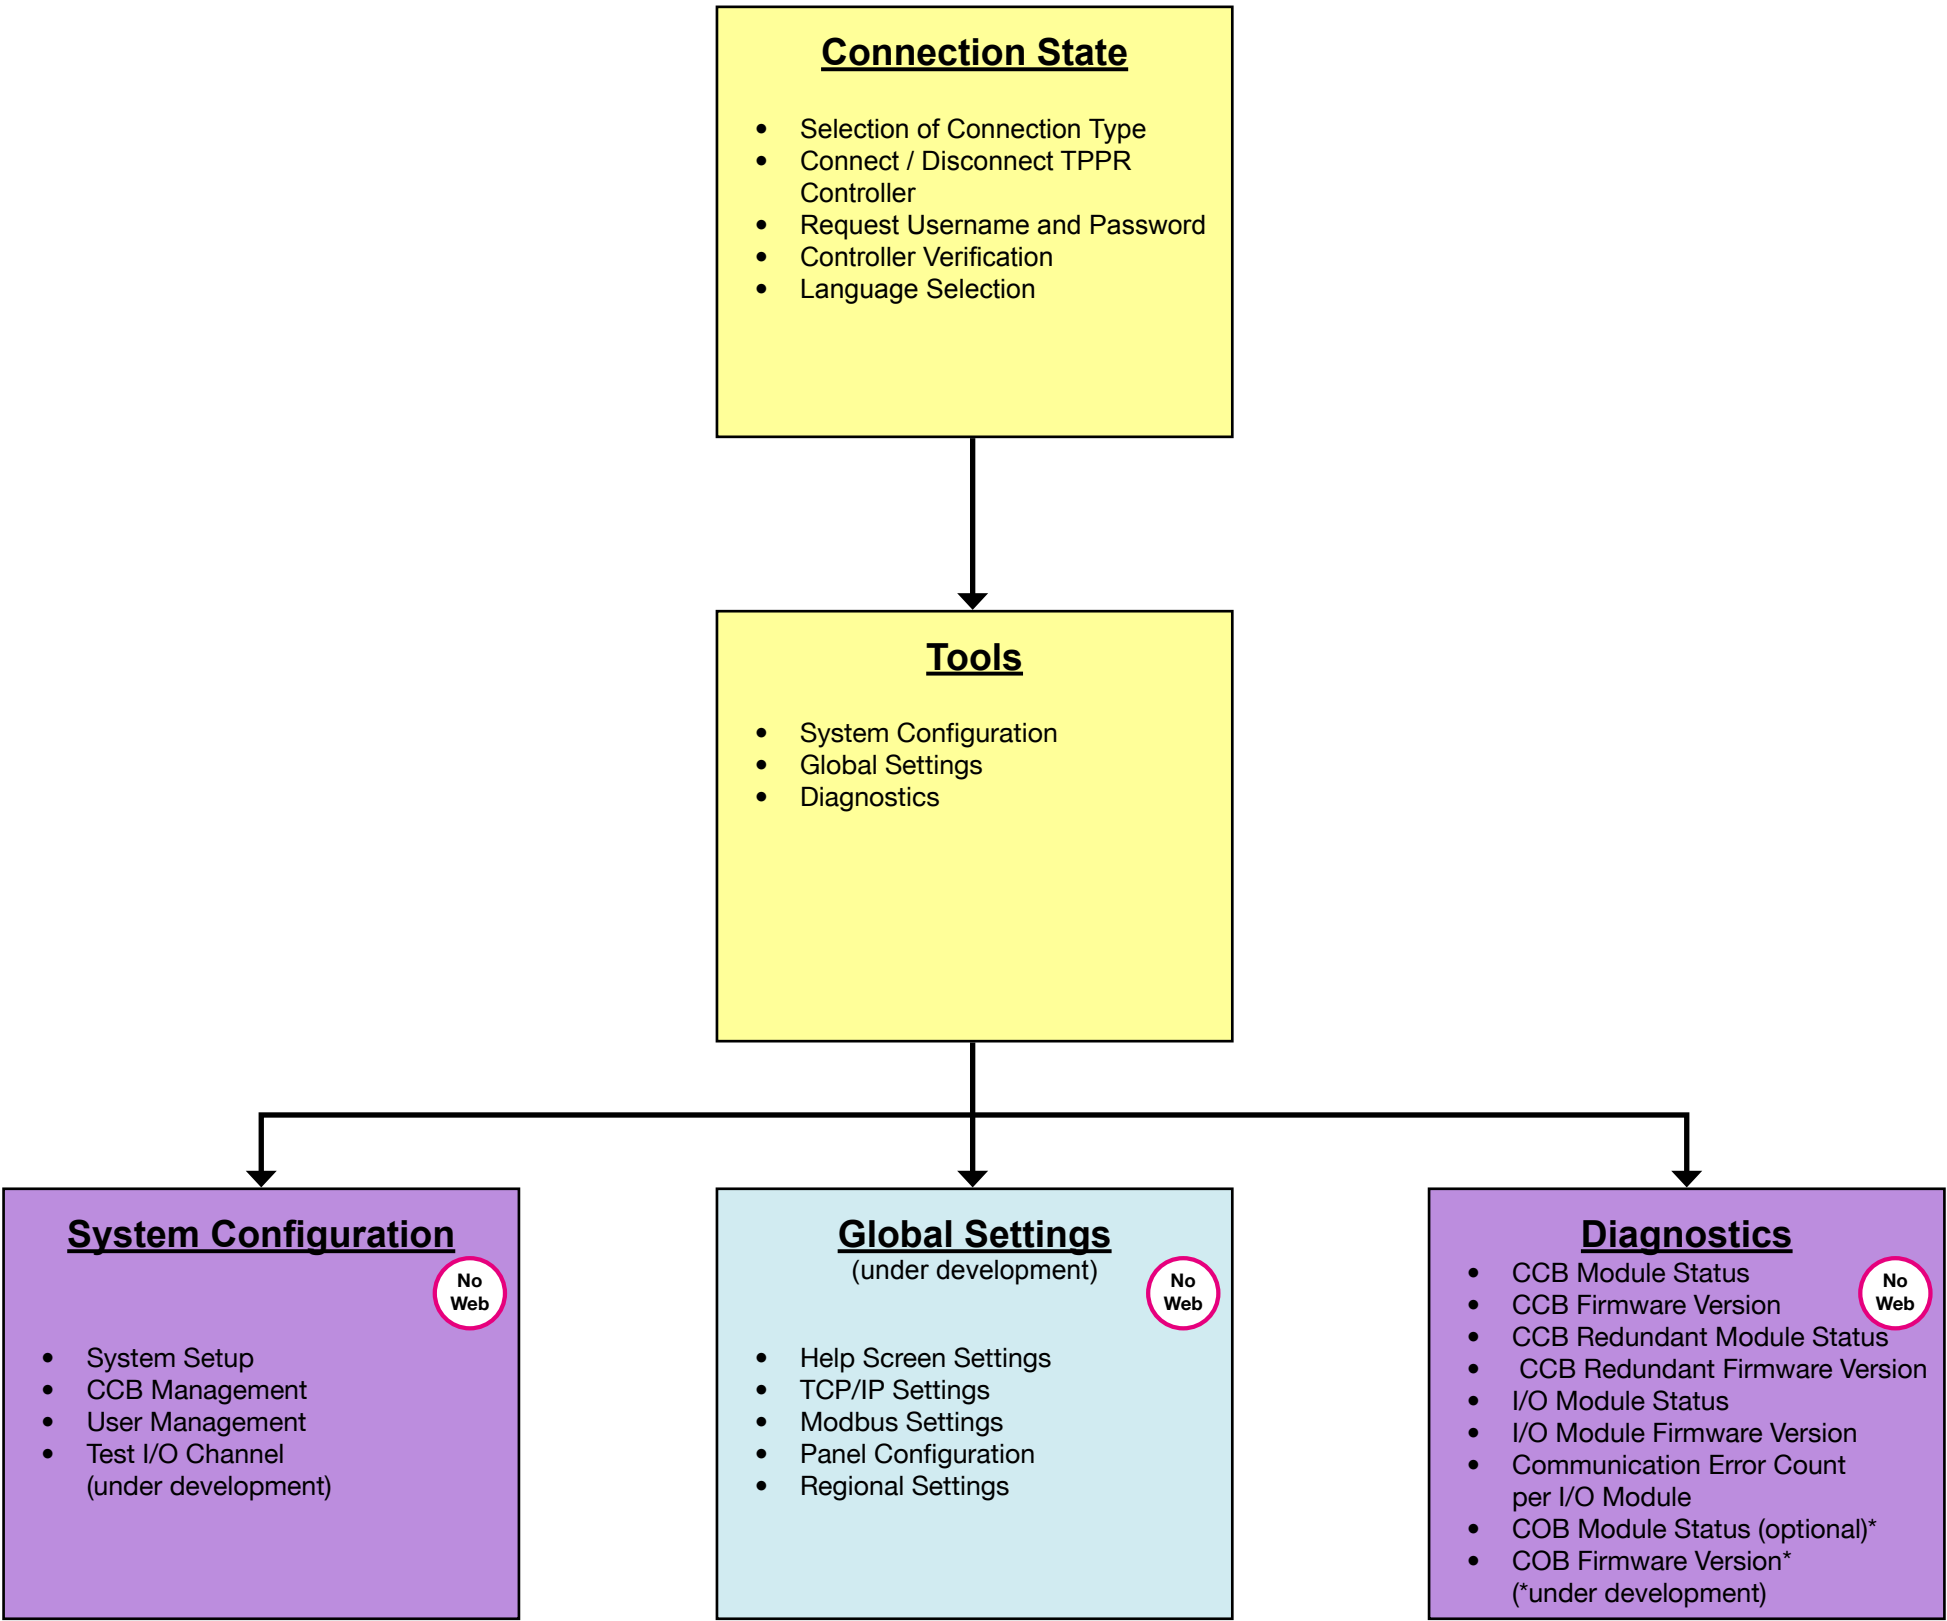 Connection State
• Selection of Connection Type
• Connect / Disconnect TPPR
Controller
• Request Username and Password
• Controller Verification
• Language Selection
Tools
• System Configuration
• Global Settings
• Diagnostics
System Configuration
No
Web
• System Setup
• CCB Management
• User Management
• Test I/O Channel
(under development)
Global Settings
(under development)
No
Web
• Help Screen Settings
• TCP/IP Settings
• Modbus Settings
• Panel Configuration
• Regional Settings
Diagnostics
No
Web
• CCB Module Status
• CCB Firmware Version
• CCB Redundant Module Status
• CCB Redundant Firmware Version
• I/O Module Status
• I/O Module Firmware Version
• Communication Error Count
per I/O Module
• COB Module Status (optional)*
• COB Firmware Version*
(*under development)